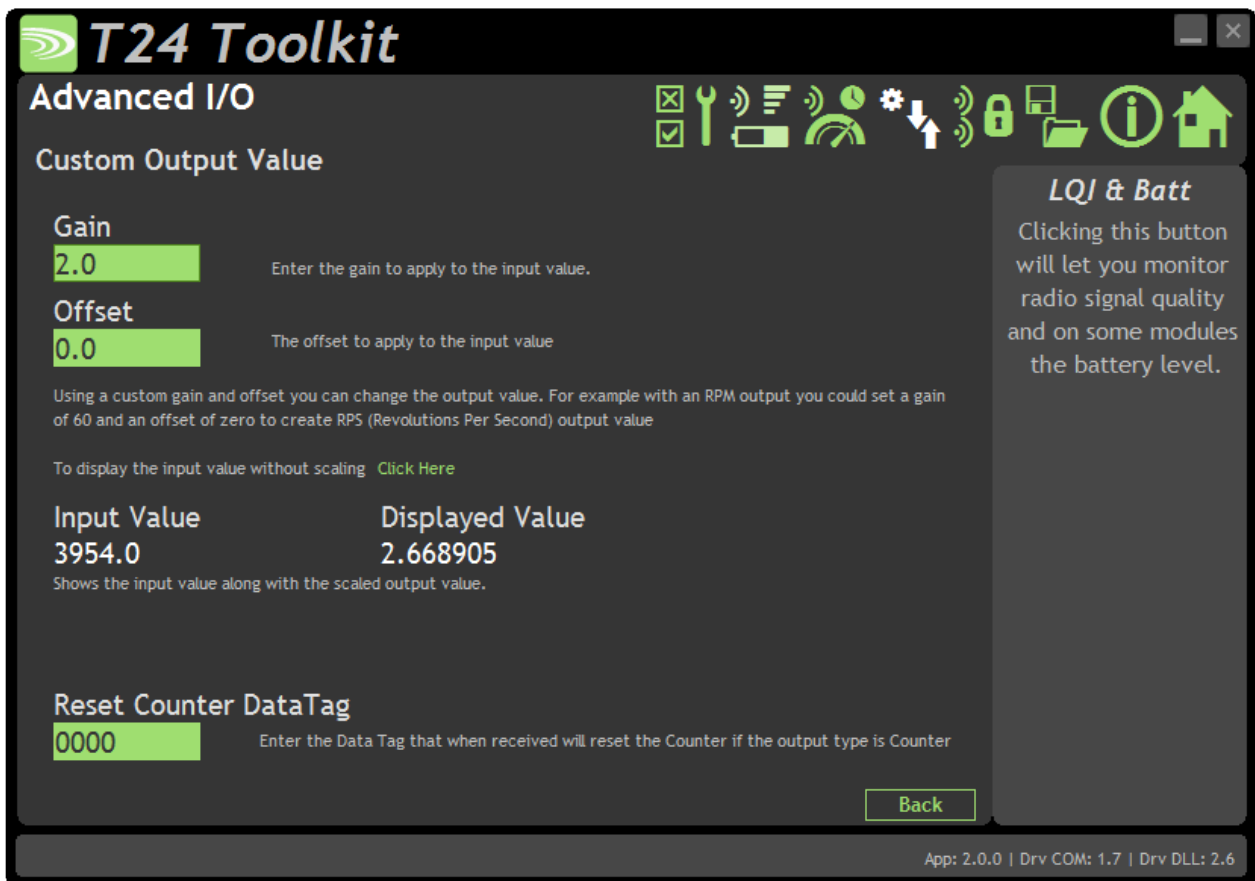 T24 Toolkit
Advanced I/O
Custom Output Value
Gain
2.0
Enter the gain to apply to the input value.
Offset
0.0
The offset to apply to the input value
Using a custom gain and offset you can change the output value. For example with an RPM output you could set a gain
of 60 and an offset of zero to create RPS (Revolutions Per Second) output value
To display the input value without scaling Click Here
Input Value
Displayed Value
3954.0
2.668905
Shows the input value along with the scaled output value.
Reset Counter DataTag
0000
Enter the Data Tag that when received will reset the Counter if the output type is Counter
Back
LQI & Batt
Clicking this button
will let you monitor
radio signal quality
and on some modules
the battery level.
App: 2.0.0 | Drv COM: 1.7 | Drv DLL: 2.6